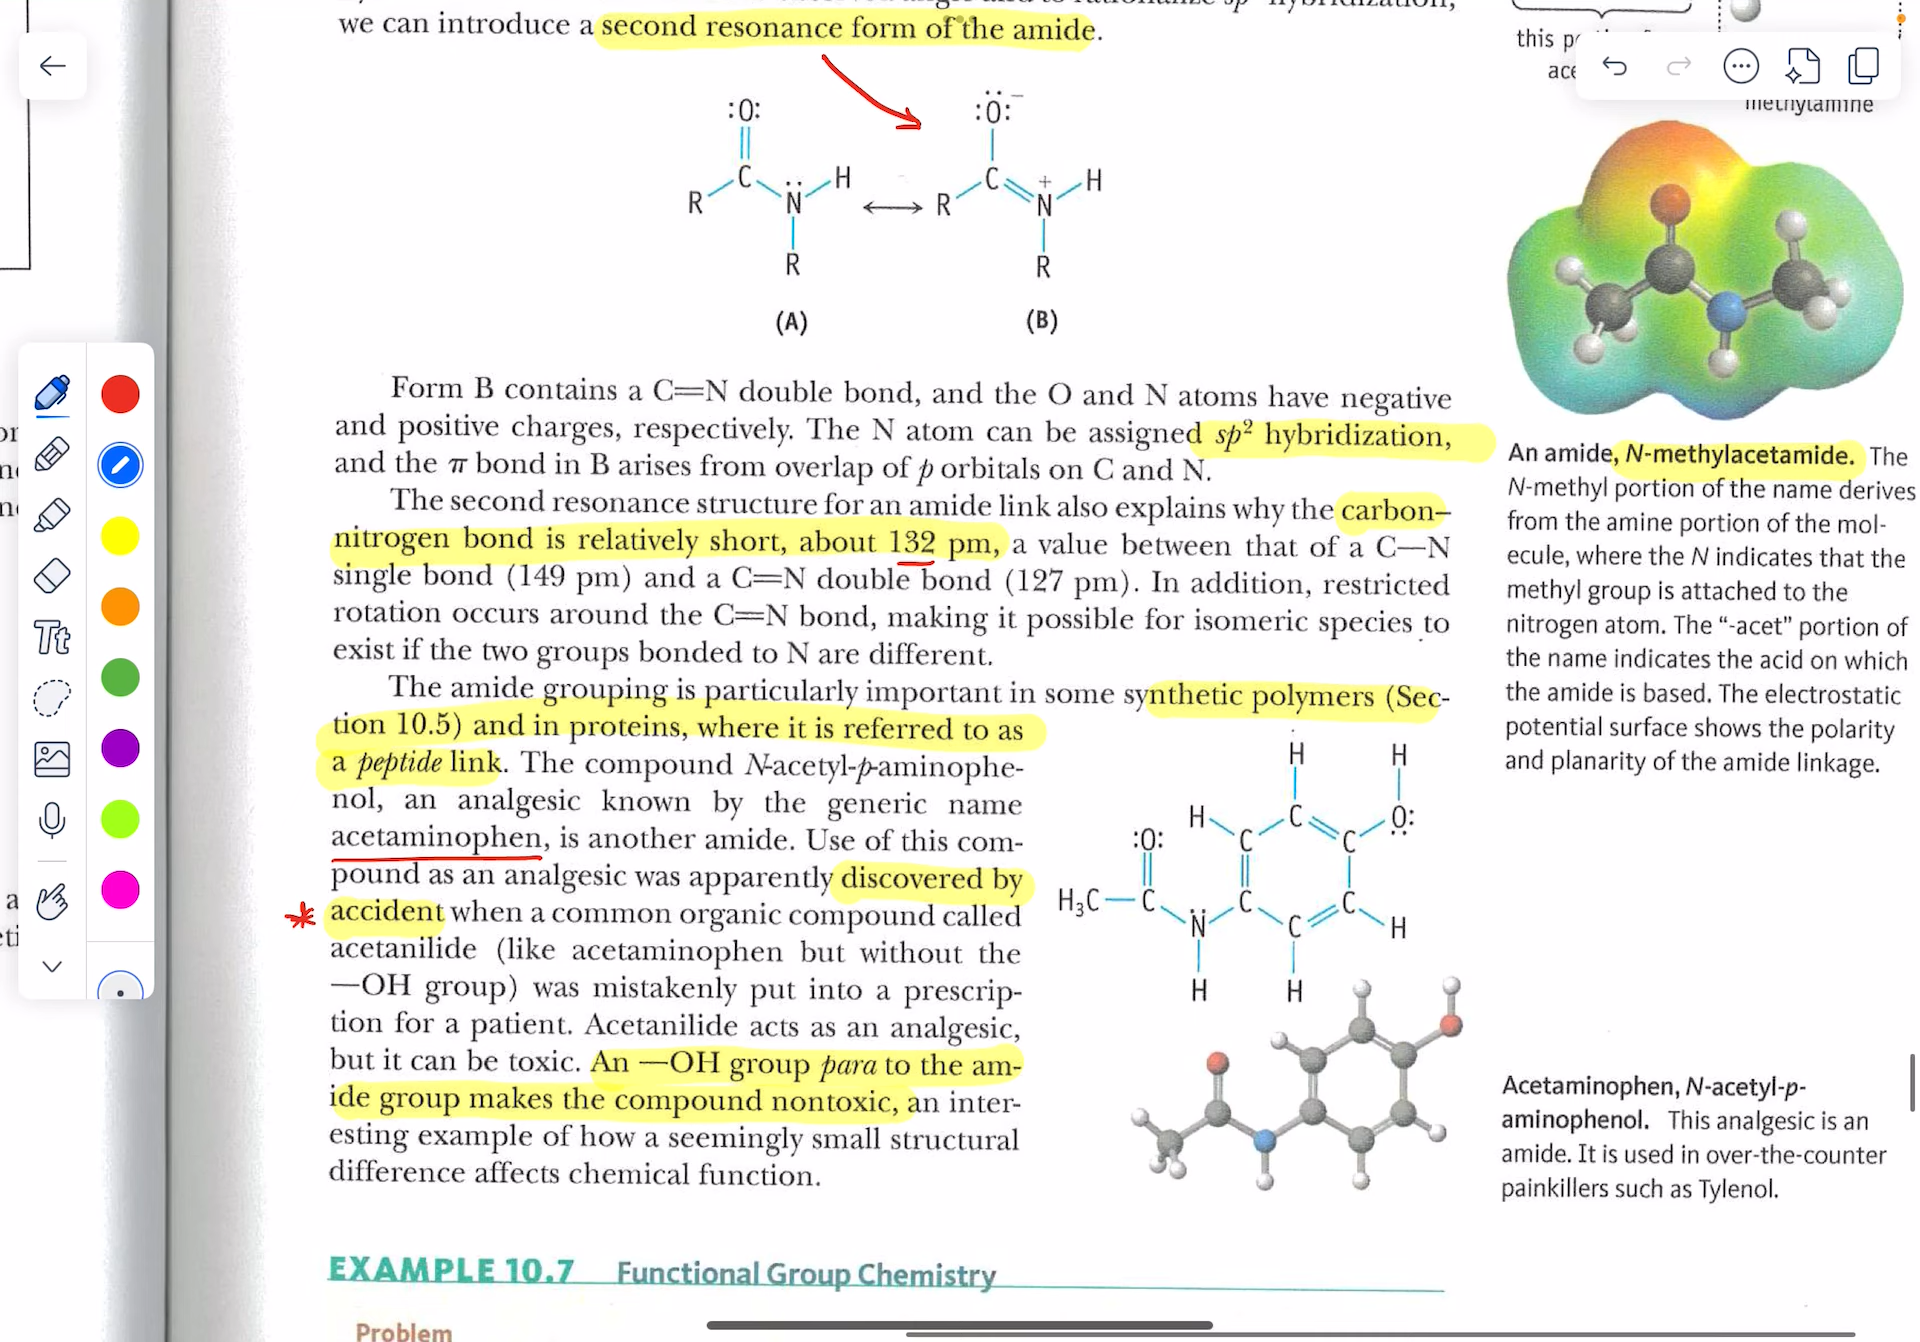 we can introduce a second resonance form of the amide.
:O:
C
R
N
H
R
(A)
:O:−
C
R
+
N
H
R
(B)
Form B contains a C═N double bond, and the O and N atoms have negative
and positive charges, respectively. The N atom can be assigned sp² hybridization,
and the π bond in B arises from overlap of p orbitals on C and N.
The second resonance structure for an amide link also explains why the carbon–
nitrogen bond is relatively short, about 132 pm, a value between that of a C—N
single bond (149 pm) and a C═N double bond (127 pm). In addition, restricted
rotation occurs around the C═N bond, making it possible for isomeric species to
exist if the two groups bonded to N are different.
The amide grouping is particularly important in some synthetic polymers (Sec-
tion 10.5) and in proteins, where it is referred to as
a peptide link. The compound N-acetyl-p-aminophe-
nol, an analgesic known by the generic name
acetaminophen, is another amide. Use of this com-
pound as an analgesic was apparently discovered by
accident when a common organic compound called
acetanilide (like acetaminophen but without the
—OH group) was mistakenly put into a prescrip-
tion for a patient. Acetanilide acts as an analgesic,
but it can be toxic. An —OH group para to the am-
ide group makes the compound nontoxic, an inter-
esting example of how a seemingly small structural
difference affects chemical function.
H H
H C O:
:O: C C
H₃C—C C C
N C H
H H
EXAMPLE 10.7 Functional Group Chemistry
Problem
this
methylamine
An amide, N-methylacetamide. The
N-methyl portion of the name derives
from the amine portion of the mol-
ecule, where the N indicates that the
methyl group is attached to the
nitrogen atom. The “-acet” portion of
the name indicates the acid on which
the amide is based. The electrostatic
potential surface shows the polarity
and planarity of the amide linkage.
Acetaminophen, N-acetyl-p-
aminophenol. This analgesic is an
amide. It is used in over-the-counter
painkillers such as Tylenol.
Tt